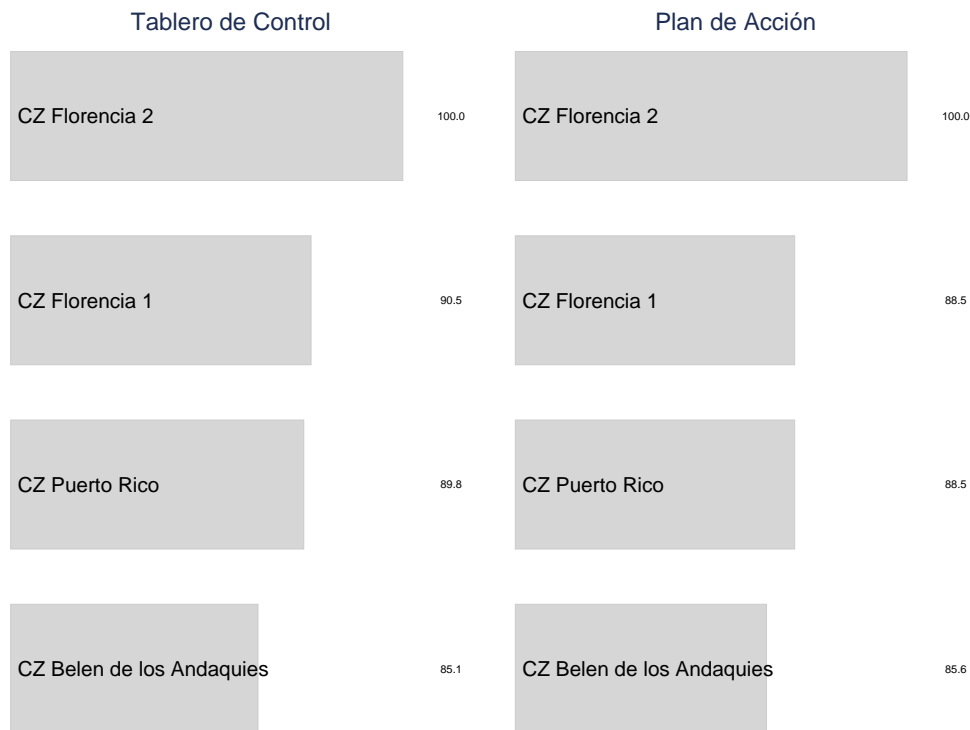 Tablero de Control
CZ Florencia 2 100.0
CZ Florencia 1 90.5
CZ Puerto Rico 89.8
CZ Belen de los Andaquies 85.1
Plan de Acción
CZ Florencia 2 100.0
CZ Florencia 1 88.5
CZ Puerto Rico 88.5
CZ Belen de los Andaquies 85.6